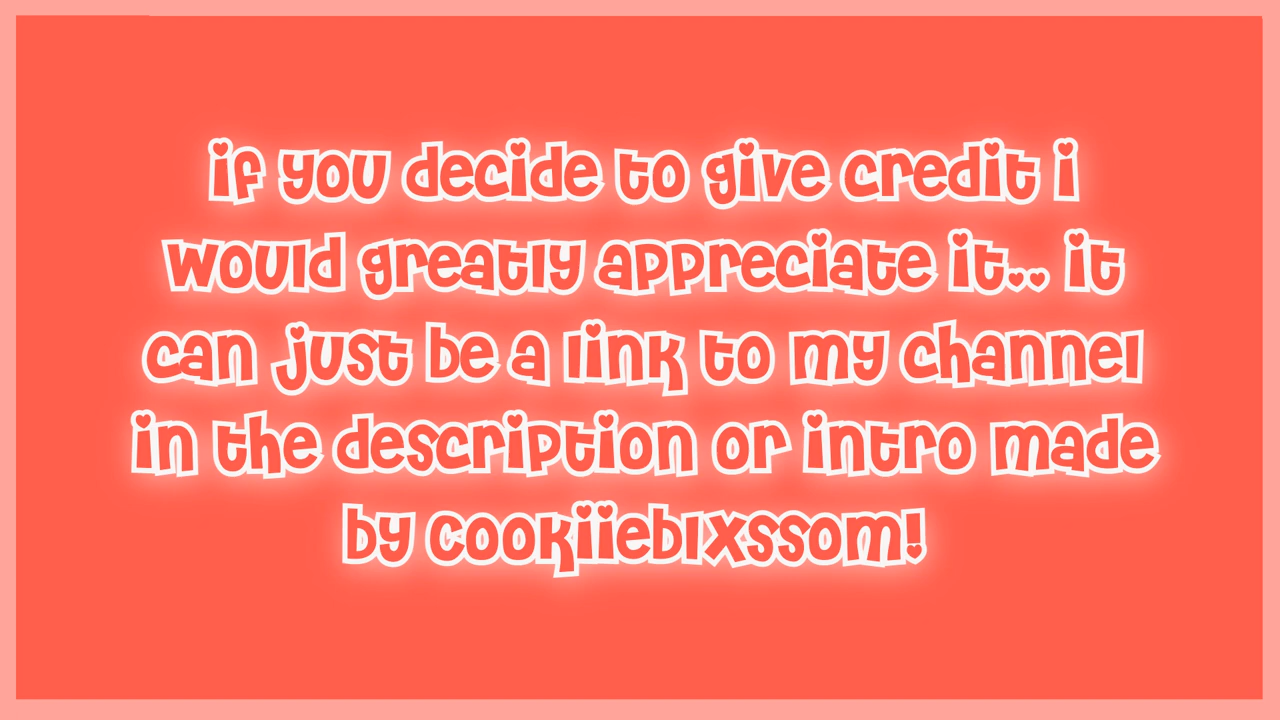 if you decide to give credit i
would greatly appreciate it.. it
can just be a link to my channel
in the description or intro made
by cookiieblxssom!